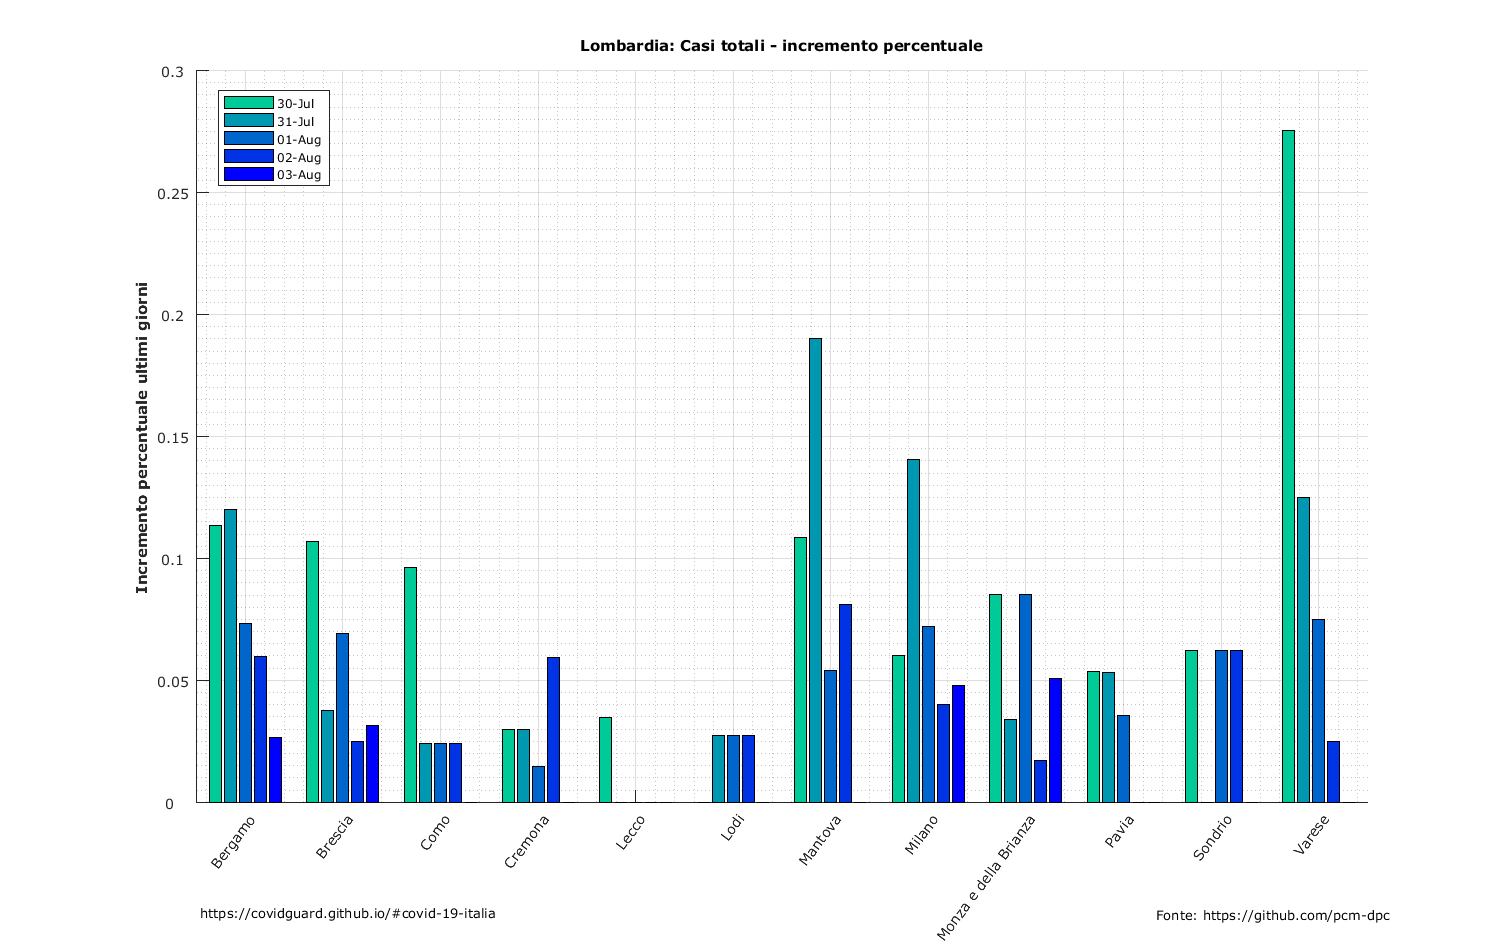 Lombardia: Casi totali - incremento percentuale
0.3
0.25
0.2
0.15
0.1
0.05
0
Incremento percentuale ultimi giorni
30-Jul
31-Jul
01-Aug
02-Aug
03-Aug
Bergamo
Brescia
Como
Cremona
Lecco
Lodi
Mantova
Milano
Monza e della Brianza
Pavia
Sondrio
Varese
https://covidguard.github.io/#covid-19-italia
Fonte: https://github.com/pcm-dpc